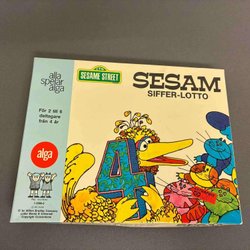 alla
spelar
alga
För 2 till 6
deltagare
från 4 år
alga
SESAME STREET
SESAM
SIFFER-LOTTO
4